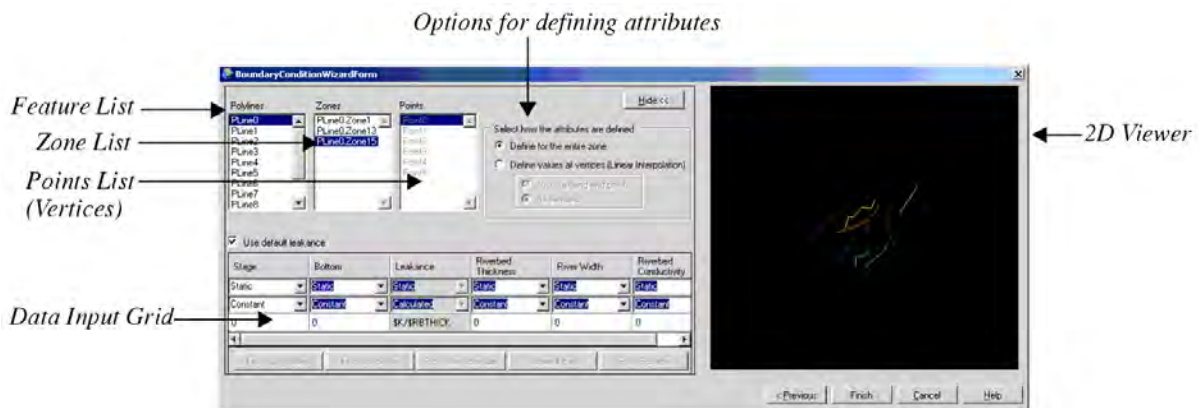 Options for defining attributes
BoundaryConditionWizardForm
Feature List
Zone List
Points List
(Vertices)
Data Input Grid
2D Viewer
Polylines
PLine0
PLine1
PLine2
PLine3
PLine4
PLine5
PLine6
PLine7
PLine8
Zones
PLine0.Zone1
PLine0.Zone13
PLine0.Zone15
Points
Point0
Hide <<
Select how the attributes are defined
Define for the entire zone
Define values all vertices (Linear Interpolation)
Use default leakance
Stage Bottom Leakance Riverbed Thickness River Width Riverbed Conductivity
Static Static Static Static Static Static
Constant Constant Calculated Constant Constant Constant
0 0 $K/$RBTHICK 0 0 0
< Previous Finish Cancel Help